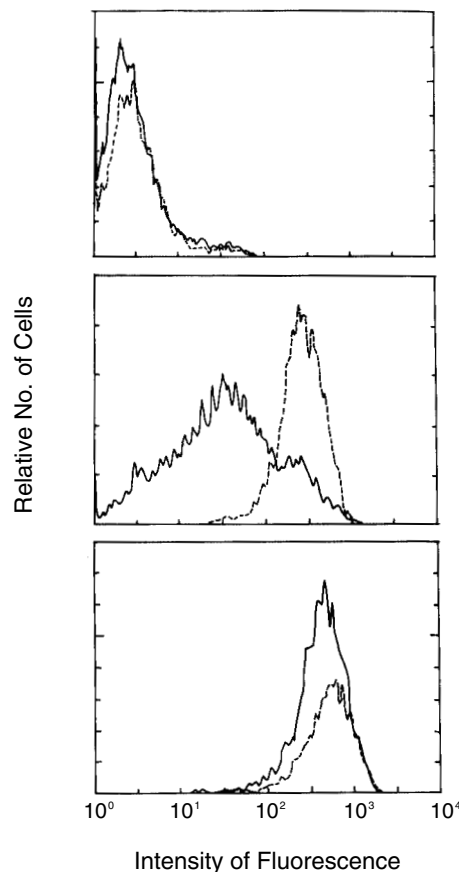 Relative No. of Cells
10⁰ 10¹ 10² 10³ 10⁴
Intensity of Fluorescence